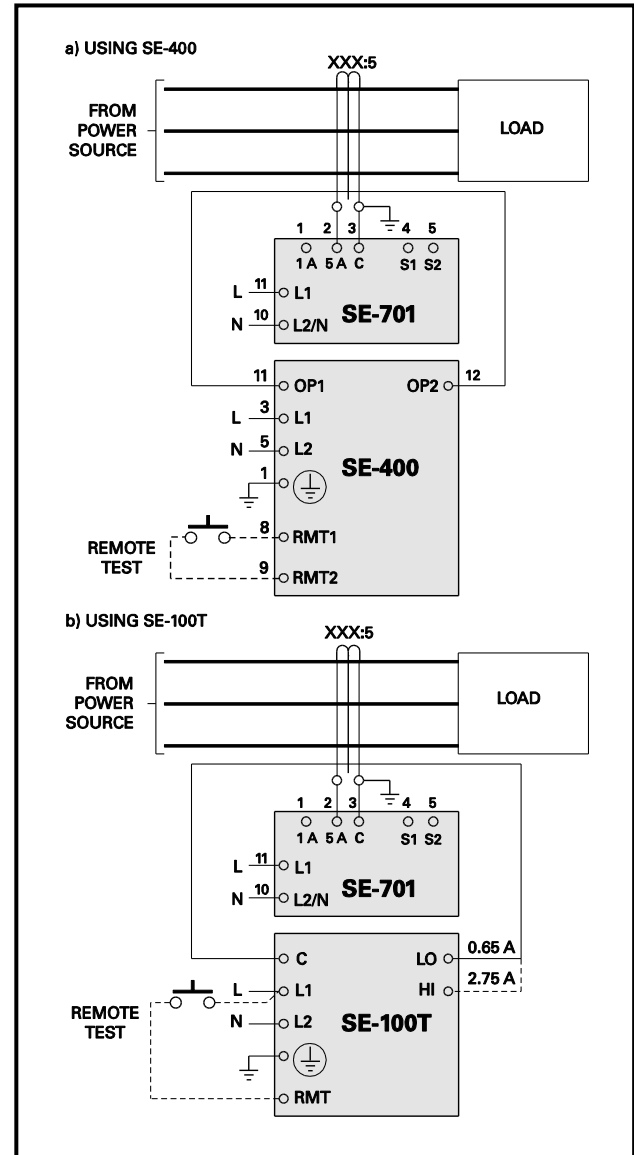 a) USING SE-400
XXX:5
FROM
POWER
SOURCE
LOAD
1 2 3 4 5
1 A 5 A C S1 S2
L 11 L1
SE-701
N 10 L2/N
11 OP1 OP2 12
L 3 L1
N 5 L2
SE-400
1
8 RMT1
REMOTE
TEST
9 RMT2
b) USING SE-100T
XXX:5
FROM
POWER
SOURCE
LOAD
1 2 3 4 5
1 A 5 A C S1 S2
L 11 L1
SE-701
N 10 L2/N
C LO 0.65 A
L L1 HI 2.75 A
REMOTE
TEST
N L2
SE-100T
RMT